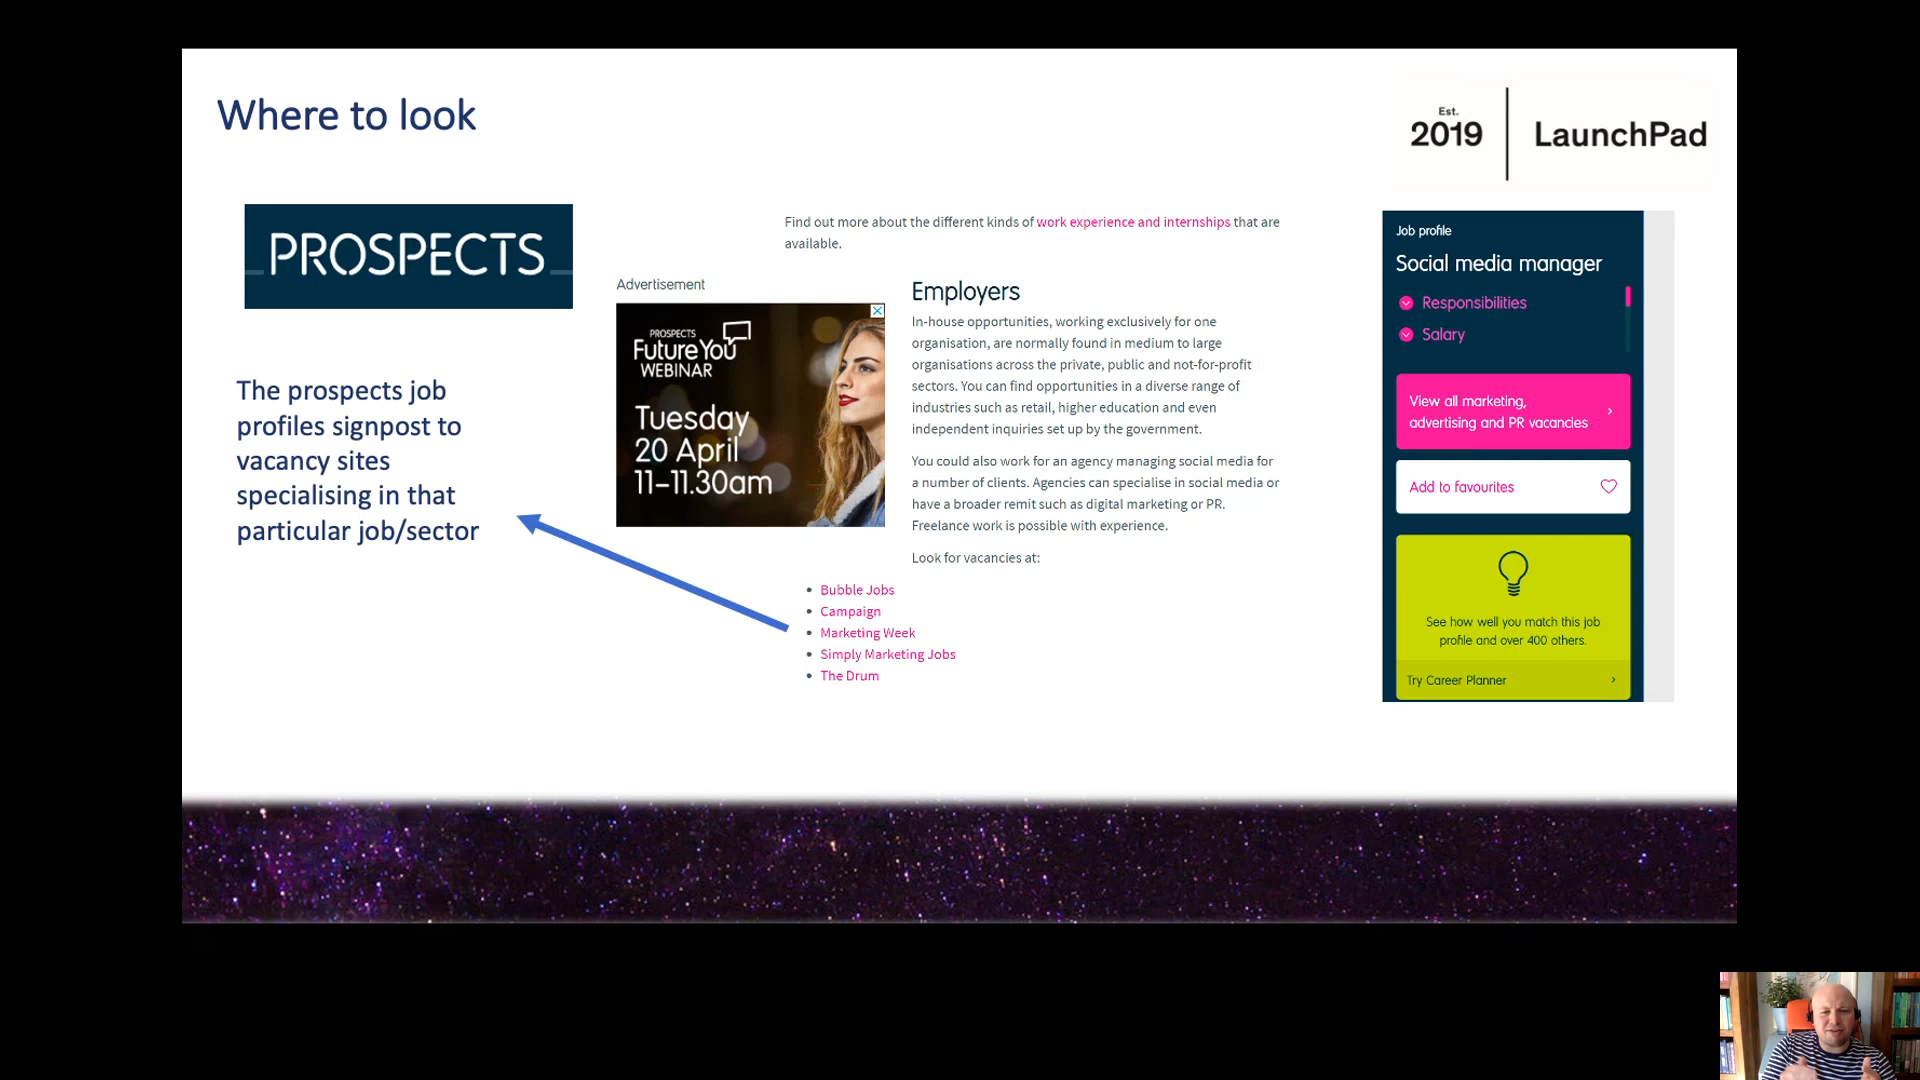 Where to look
Est.
2019
LaunchPad
PROSPECTS
The prospects job
profiles signpost to
vacancy sites
specialising in that
particular job/sector
Find out more about the different kinds of work experience and internships that are
available.
Advertisement
PROSPECTS
Future You
WEBINAR
Tuesday
20 April
11–11.30am
Employers
In-house opportunities, working exclusively for one
organisation, are normally found in medium to large
organisations across the private, public and not-for-profit
sectors. You can find opportunities in a diverse range of
industries such as retail, higher education and even
independent inquiries set up by the government.
You could also work for an agency managing social media for
a number of clients. Agencies can specialise in social media or
have a broader remit such as digital marketing or PR.
Freelance work is possible with experience.
Look for vacancies at:
Bubble Jobs
Campaign
Marketing Week
Simply Marketing Jobs
The Drum
Job profile
Social media manager
Responsibilities
Salary
View all marketing,
advertising and PR vacancies
Add to favourites
See how well you match this job
profile and over 400 others.
Try Career Planner